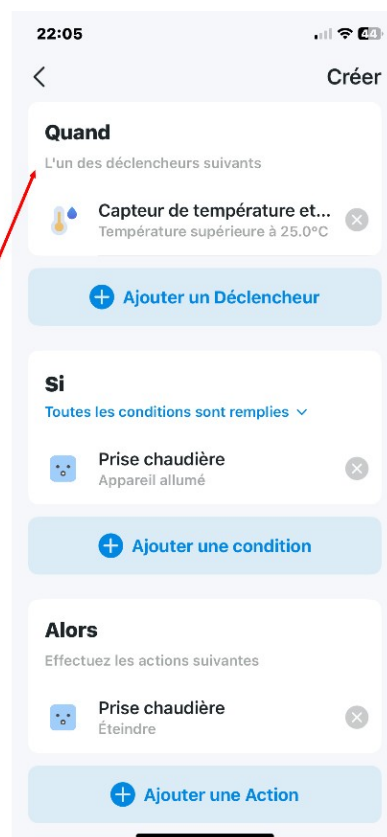 22:05
44
Créer
Quand
L'un des déclencheurs suivants
Capteur de température et...
Température supérieure à 25.0°C
Ajouter un Déclencheur
Si
Toutes les conditions sont remplies
Prise chaudière
Appareil allumé
Ajouter une condition
Alors
Effectuez les actions suivantes
Prise chaudière
Éteindre
Ajouter une Action